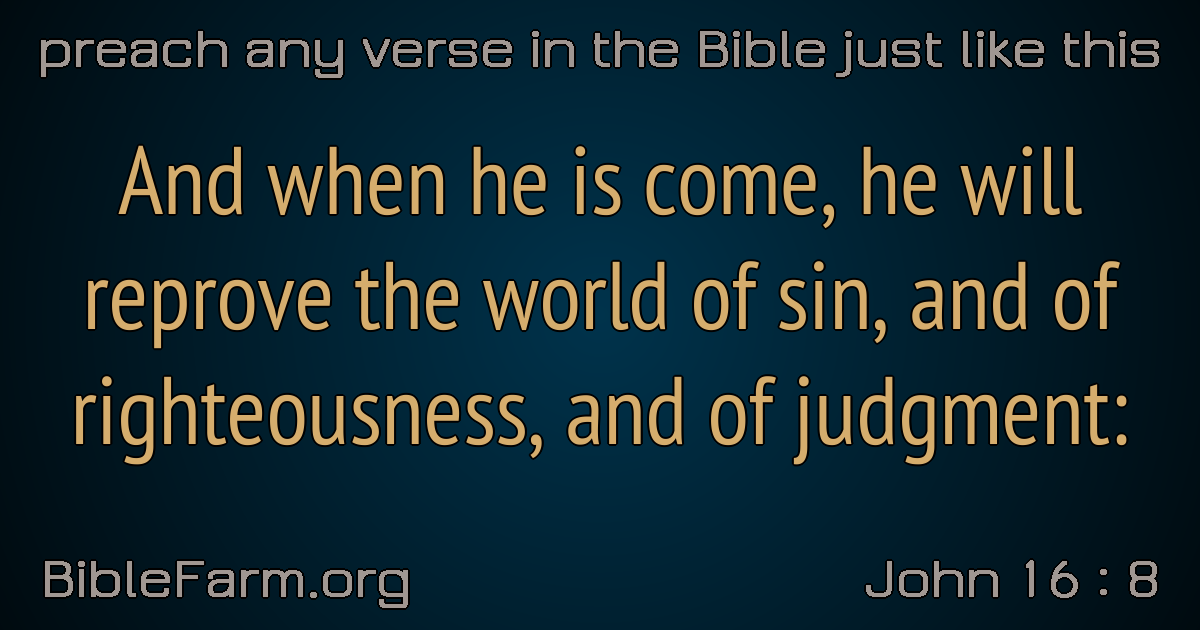 preach any verse in the Bible just like this
And when he is come, he will
reprove the world of sin, and of
righteousness, and of judgment:
BibleFarm.org
John 16 : 8